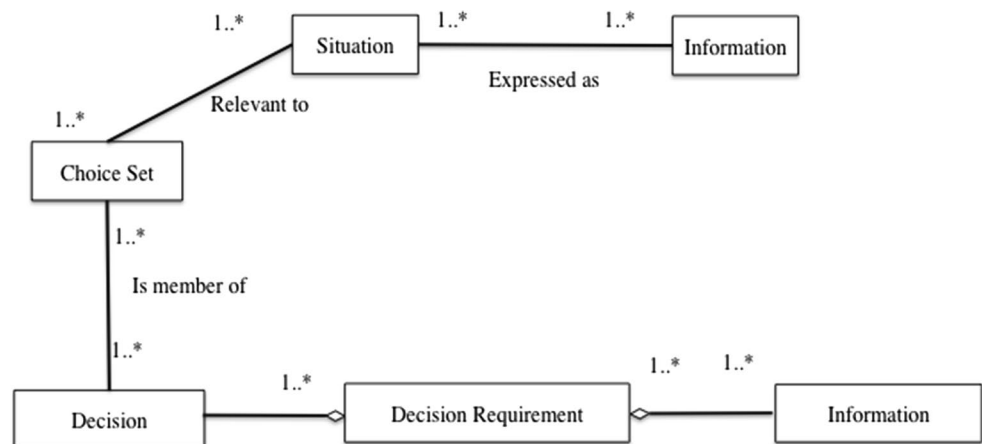 1..*
1..*
1..*
Situation
Information
Expressed as
Relevant to
1..*
Choice Set
1..*
Is member of
1..*
1..*
1..*
1..*
Decision
Decision Requirement
Information